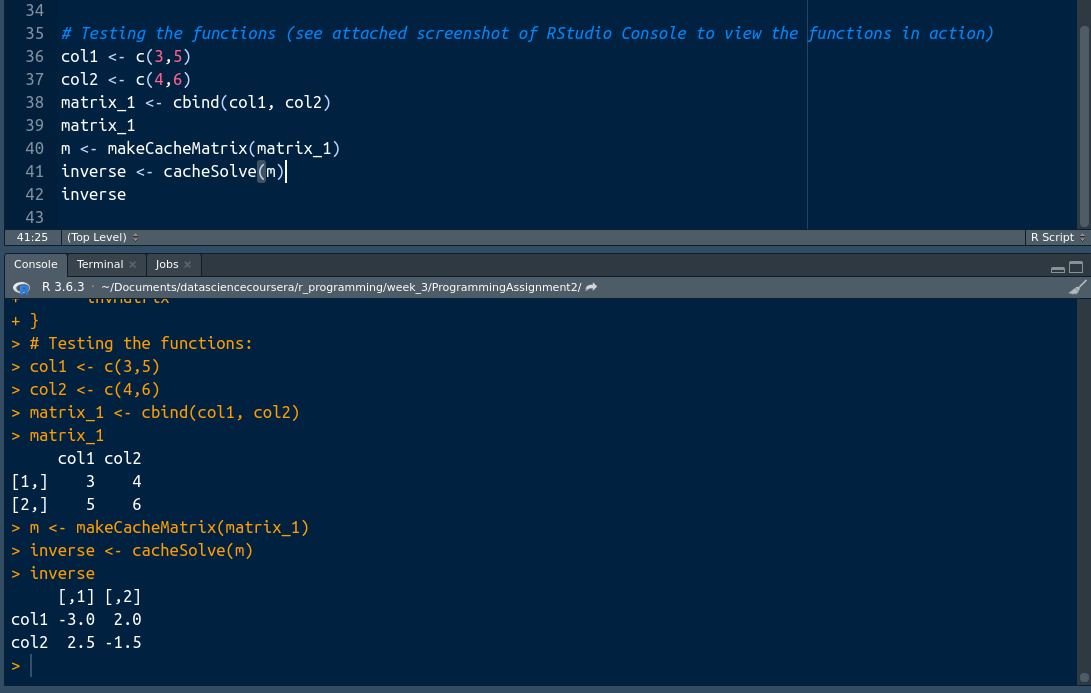 34
35 # Testing the functions (see attached screenshot of RStudio Console to view the functions in action)
36 col1 <- c(3,5)
37 col2 <- c(4,6)
38 matrix_1 <- cbind(col1, col2)
39 matrix_1
40 m <- makeCacheMatrix(matrix_1)
41 inverse <- cacheSolve(m)
42 inverse
43
41:25 (Top Level) R Script
Console Terminal Jobs
R 3.6.3 · ~/Documents/datasciencecoursera/r_programming/week_3/ProgrammingAssignment2/
+ invMatrix
+ }
> # Testing the functions:
> col1 <- c(3,5)
> col2 <- c(4,6)
> matrix_1 <- cbind(col1, col2)
> matrix_1
     col1 col2
[1,]    3    4
[2,]    5    6
> m <- makeCacheMatrix(matrix_1)
> inverse <- cacheSolve(m)
> inverse
     [,1] [,2]
col1 -3.0  2.0
col2  2.5 -1.5
>